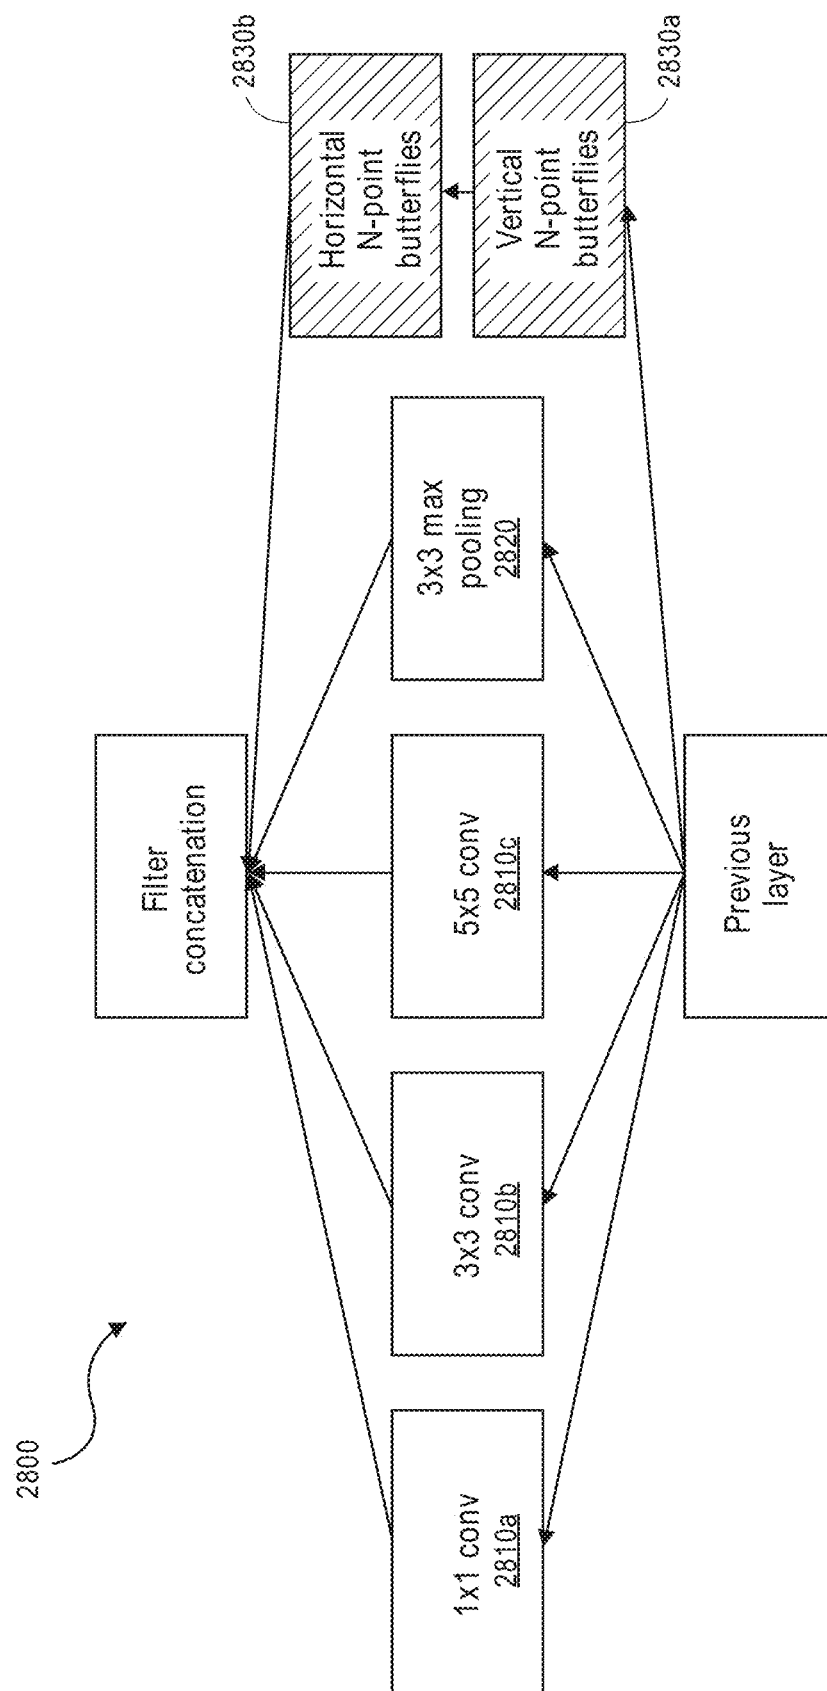 2800
Filter
concatenation
1x1 conv
2810a
3x3 conv
2810b
5x5 conv
2810c
3x3 max
pooling
2820
2830b
Horizontal
N-point
butterflies
Vertical
N-point
butterflies
2830a
Previous
layer